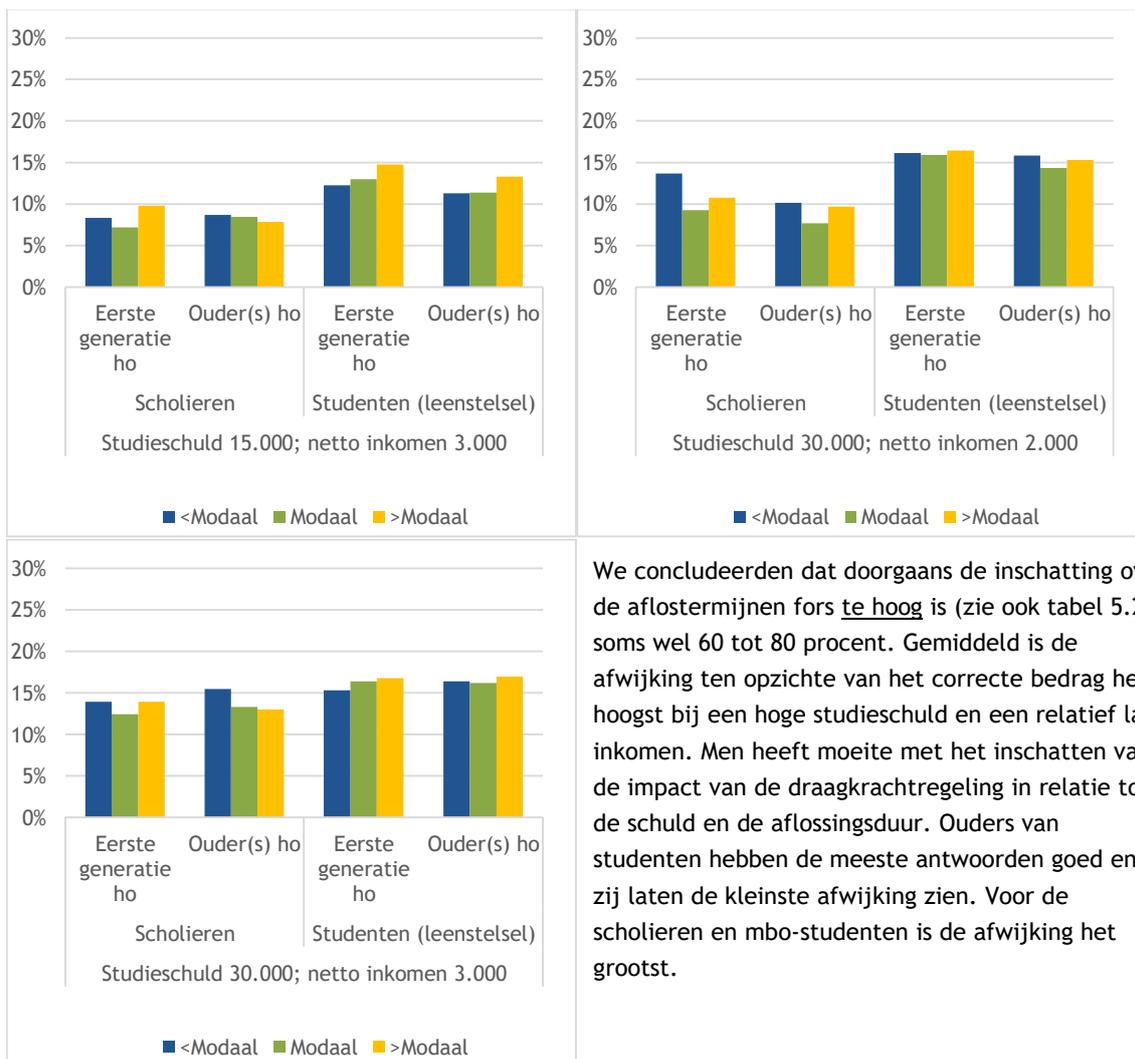 30%
25%
20%
15%
10%
5%
0%
Eerste generatie ho
Ouder(s) ho
Eerste generatie ho
Ouder(s) ho
Scholieren
Studenten (leenstelsel)
Studieschuld 15.000; netto inkomen 3.000
<Modaal Modaal >Modaal
30%
25%
20%
15%
10%
5%
0%
Eerste generatie ho
Ouder(s) ho
Eerste generatie ho
Ouder(s) ho
Scholieren
Studenten (leenstelsel)
Studieschuld 30.000; netto inkomen 2.000
<Modaal Modaal >Modaal
30%
25%
20%
15%
10%
5%
0%
Eerste generatie ho
Ouder(s) ho
Eerste generatie ho
Ouder(s) ho
Scholieren
Studenten (leenstelsel)
Studieschuld 30.000; netto inkomen 3.000
<Modaal Modaal >Modaal
We concludeerden dat doorgaans de inschatting
de aflostermijnen fors te hoog is (zie ook tabel
soms wel 60 tot 80 procent. Gemiddeld is de
afwijking ten opzichte van het correcte bedrag
hoogst bij een hoge studieschuld en een relatief
inkomen. Men heeft moeite met het inschatten
de impact van de draagkrachtregeling in relatie
de schuld en de aflossingsduur. Ouders van
studenten hebben de meeste antwoorden goed en
zij laten de kleinste afwijking zien. Voor de
scholieren en mbo-studenten is de afwijking het
grootst.